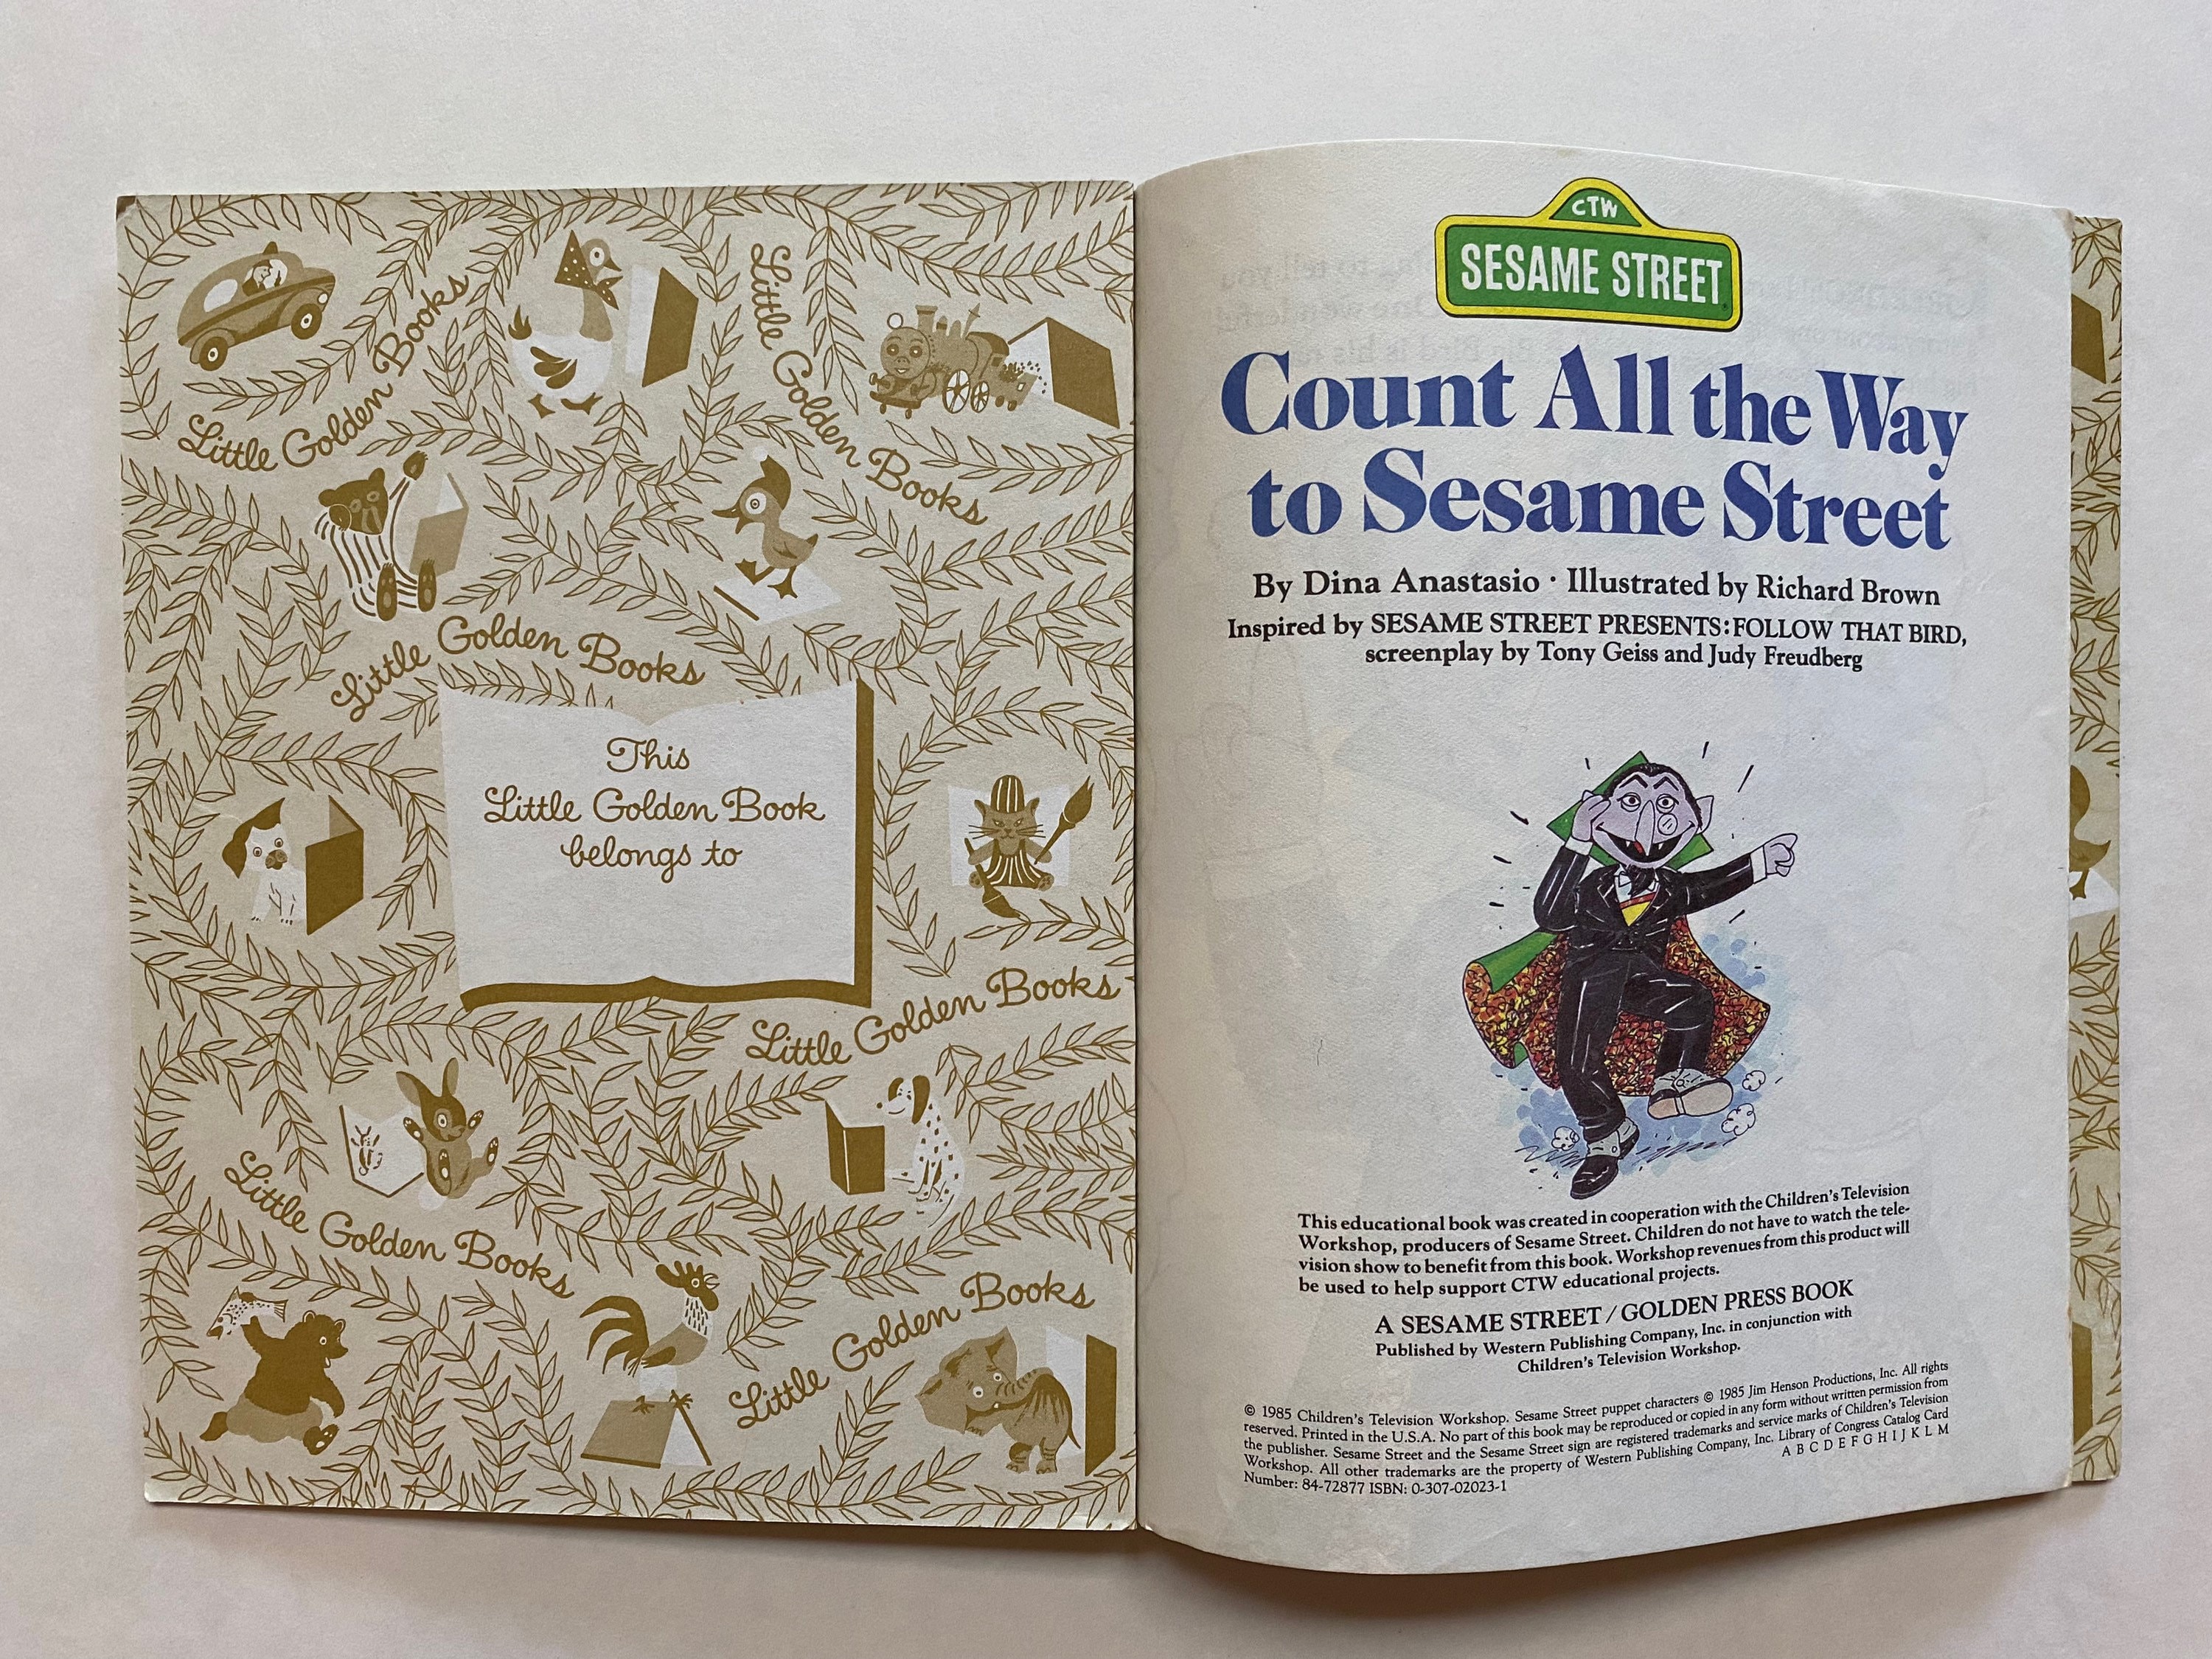 Little Golden Books
Little Golden Books
Little Golden Books
This
Little Golden Book
belongs to
Little Golden Books
Little Golden Books
Little Golden Books
CTW
SESAME STREET
Count All the Way
to Sesame Street
By Dina Anastasio · Illustrated by Richard Brown
Inspired by SESAME STREET PRESENTS: FOLLOW THAT BIRD,
screenplay by Tony Geiss and Judy Freudberg
This educational book was created in cooperation with the Children's Television
Workshop, producers of Sesame Street. Children do not have to watch the tele-
vision show to benefit from this book. Workshop revenues from this product will
be used to help support CTW educational projects.
A SESAME STREET / GOLDEN PRESS BOOK
Published by Western Publishing Company, Inc. in conjunction with
Children's Television Workshop.
© 1985 Children's Television Workshop. Sesame Street puppet characters © 1985 Jim Henson Productions, Inc. All rights
reserved. Printed in the U.S.A. No part of this book may be reproduced or copied in any form without written permission from
the publisher. Sesame Street and the Sesame Street sign are registered trademarks and service marks of Children's Television
Workshop. All other trademarks are the property of Western Publishing Company, Inc. Library of Congress Catalog Card
Number: 84-72877 ISBN: 0-307-02023-1 A B C D E F G H I J K L M